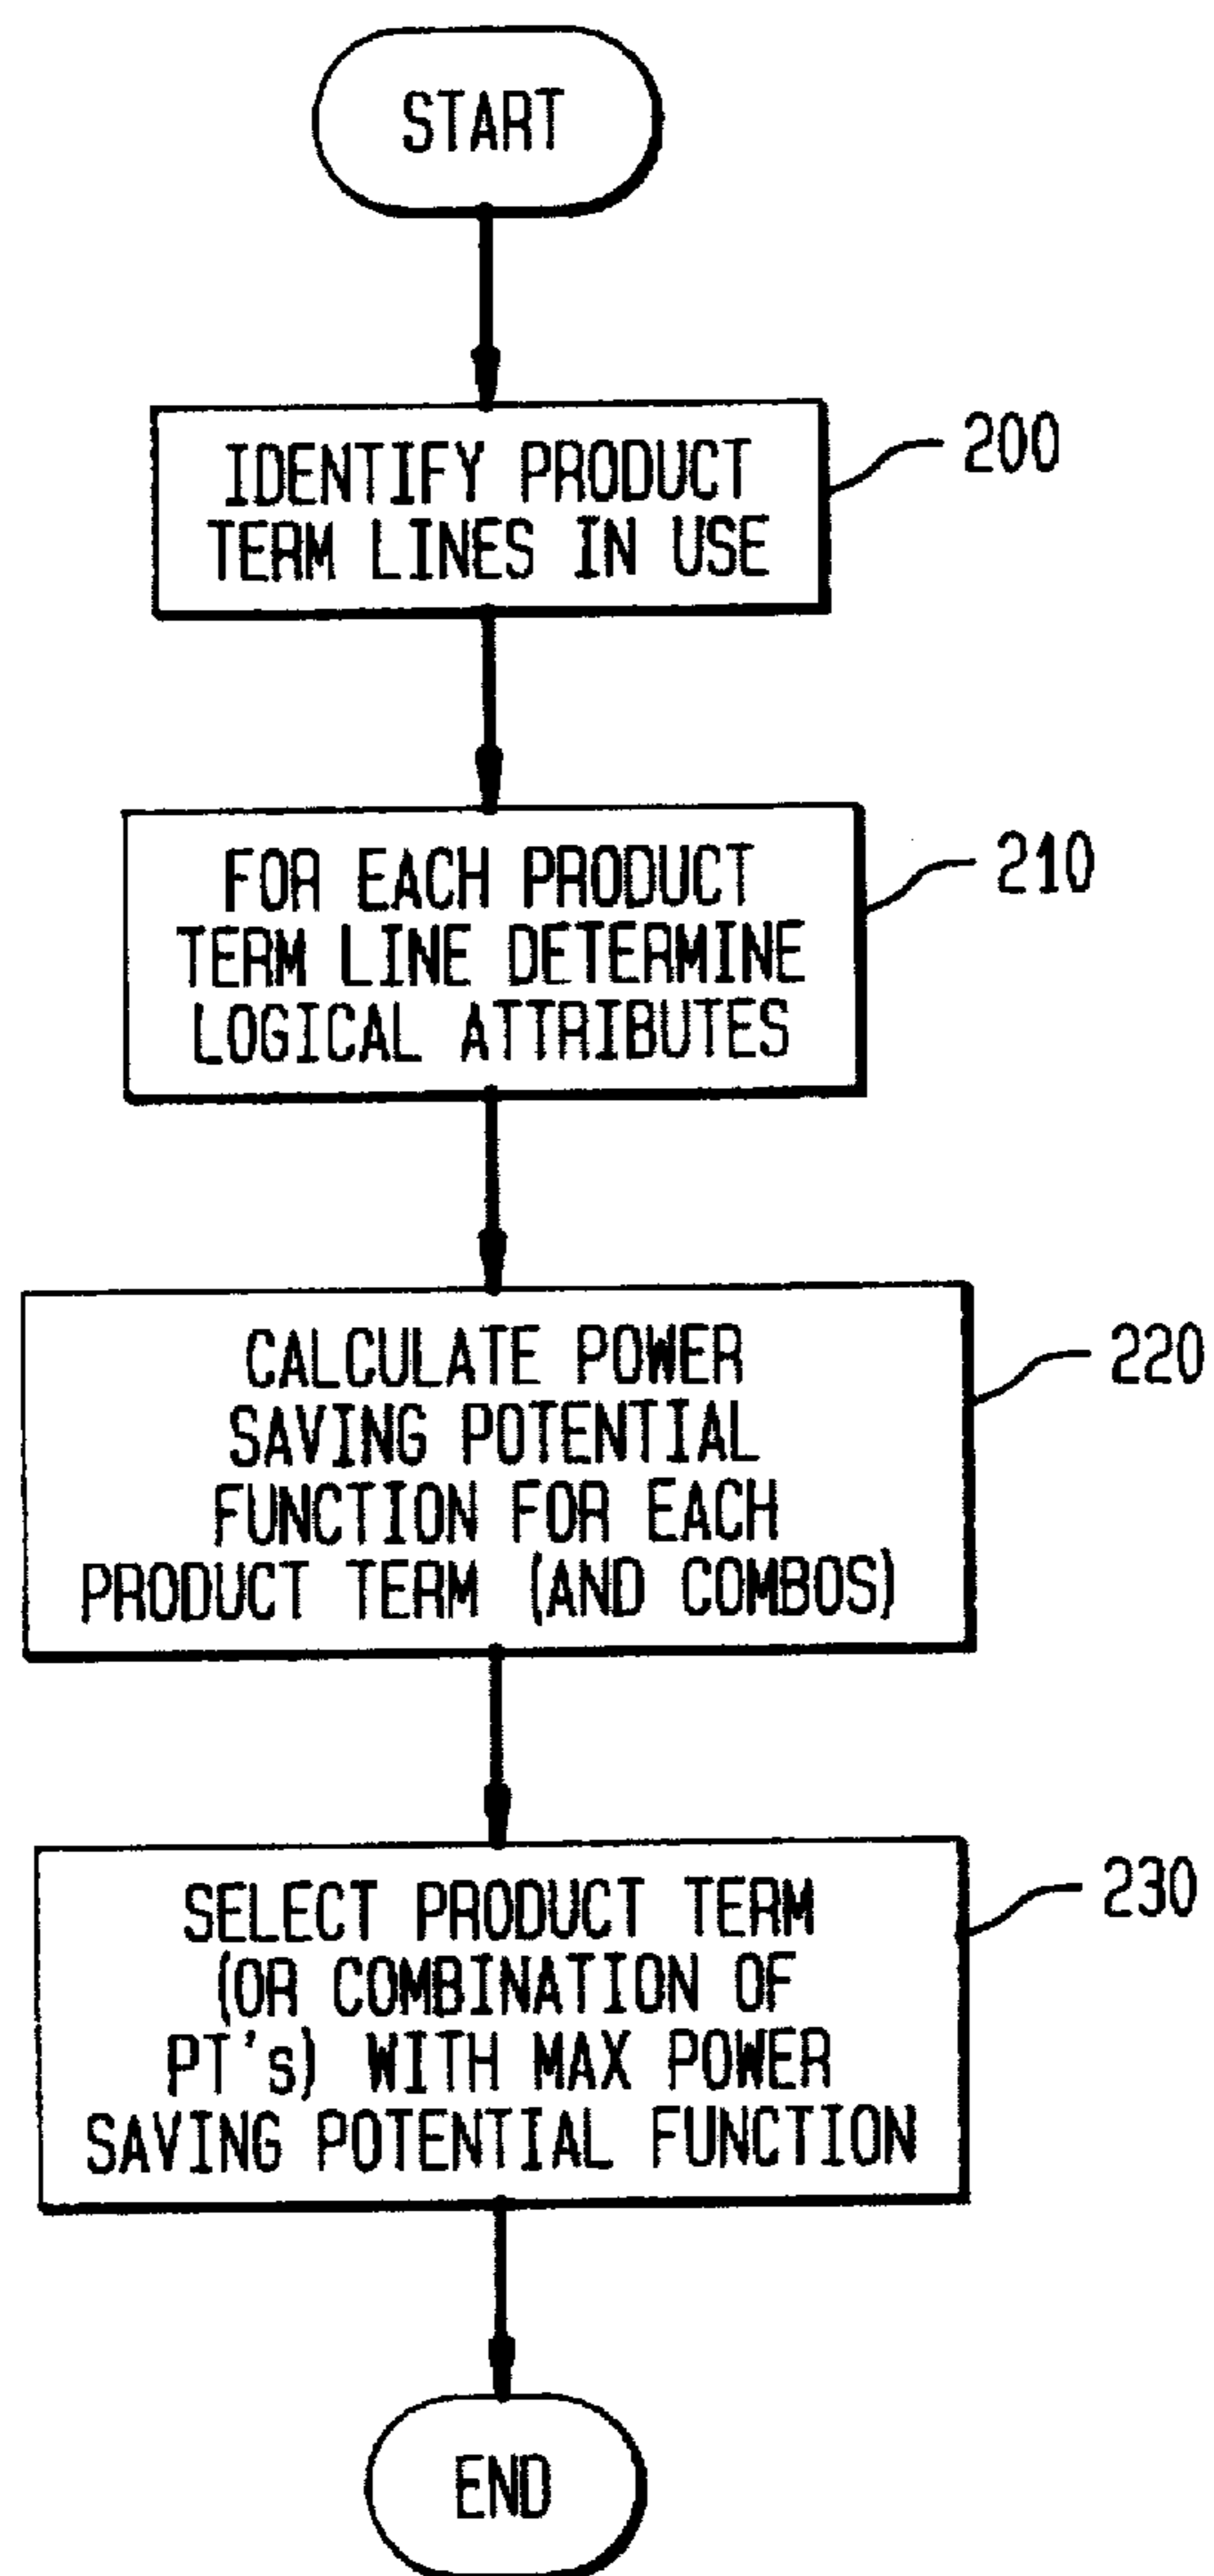 START
IDENTIFY PRODUCT
TERM LINES IN USE
200
FOR EACH PRODUCT
TERM LINE DETERMINE
LOGICAL ATTRIBUTES
210
CALCULATE POWER
SAVING POTENTIAL
FUNCTION FOR EACH
PRODUCT TERM (AND COMBOS)
220
SELECT PRODUCT TERM
(OR COMBINATION OF
PT's) WITH MAX POWER
SAVING POTENTIAL FUNCTION
230
END